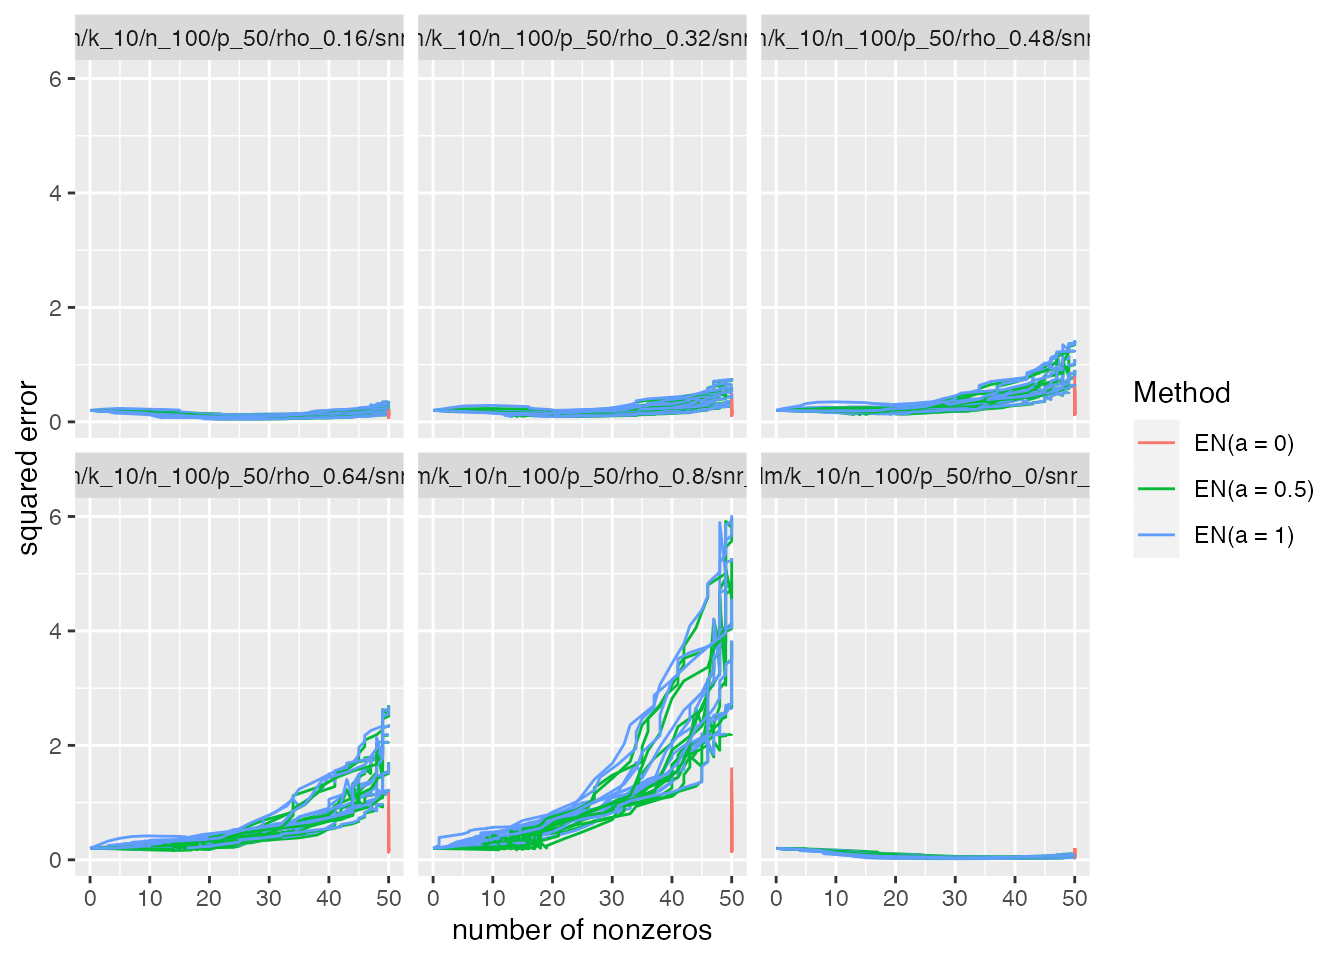 n/k_10/n_100/p_50/rho_0.16/snr
n/k_10/n_100/p_50/rho_0.32/snr
n/k_10/n_100/p_50/rho_0.48/snr
6
4
2
0
squared error
n/k_10/n_100/p_50/rho_0.64/snr
m/k_10/n_100/p_50/rho_0.8/snr_
lm/k_10/n_100/p_50/rho_0/snr_
6
4
2
0
0 10 20 30 40 50 0 10 20 30 40 50 0 10 20 30 40 50
number of nonzeros
Method
EN(a = 0)
EN(a = 0.5)
EN(a = 1)